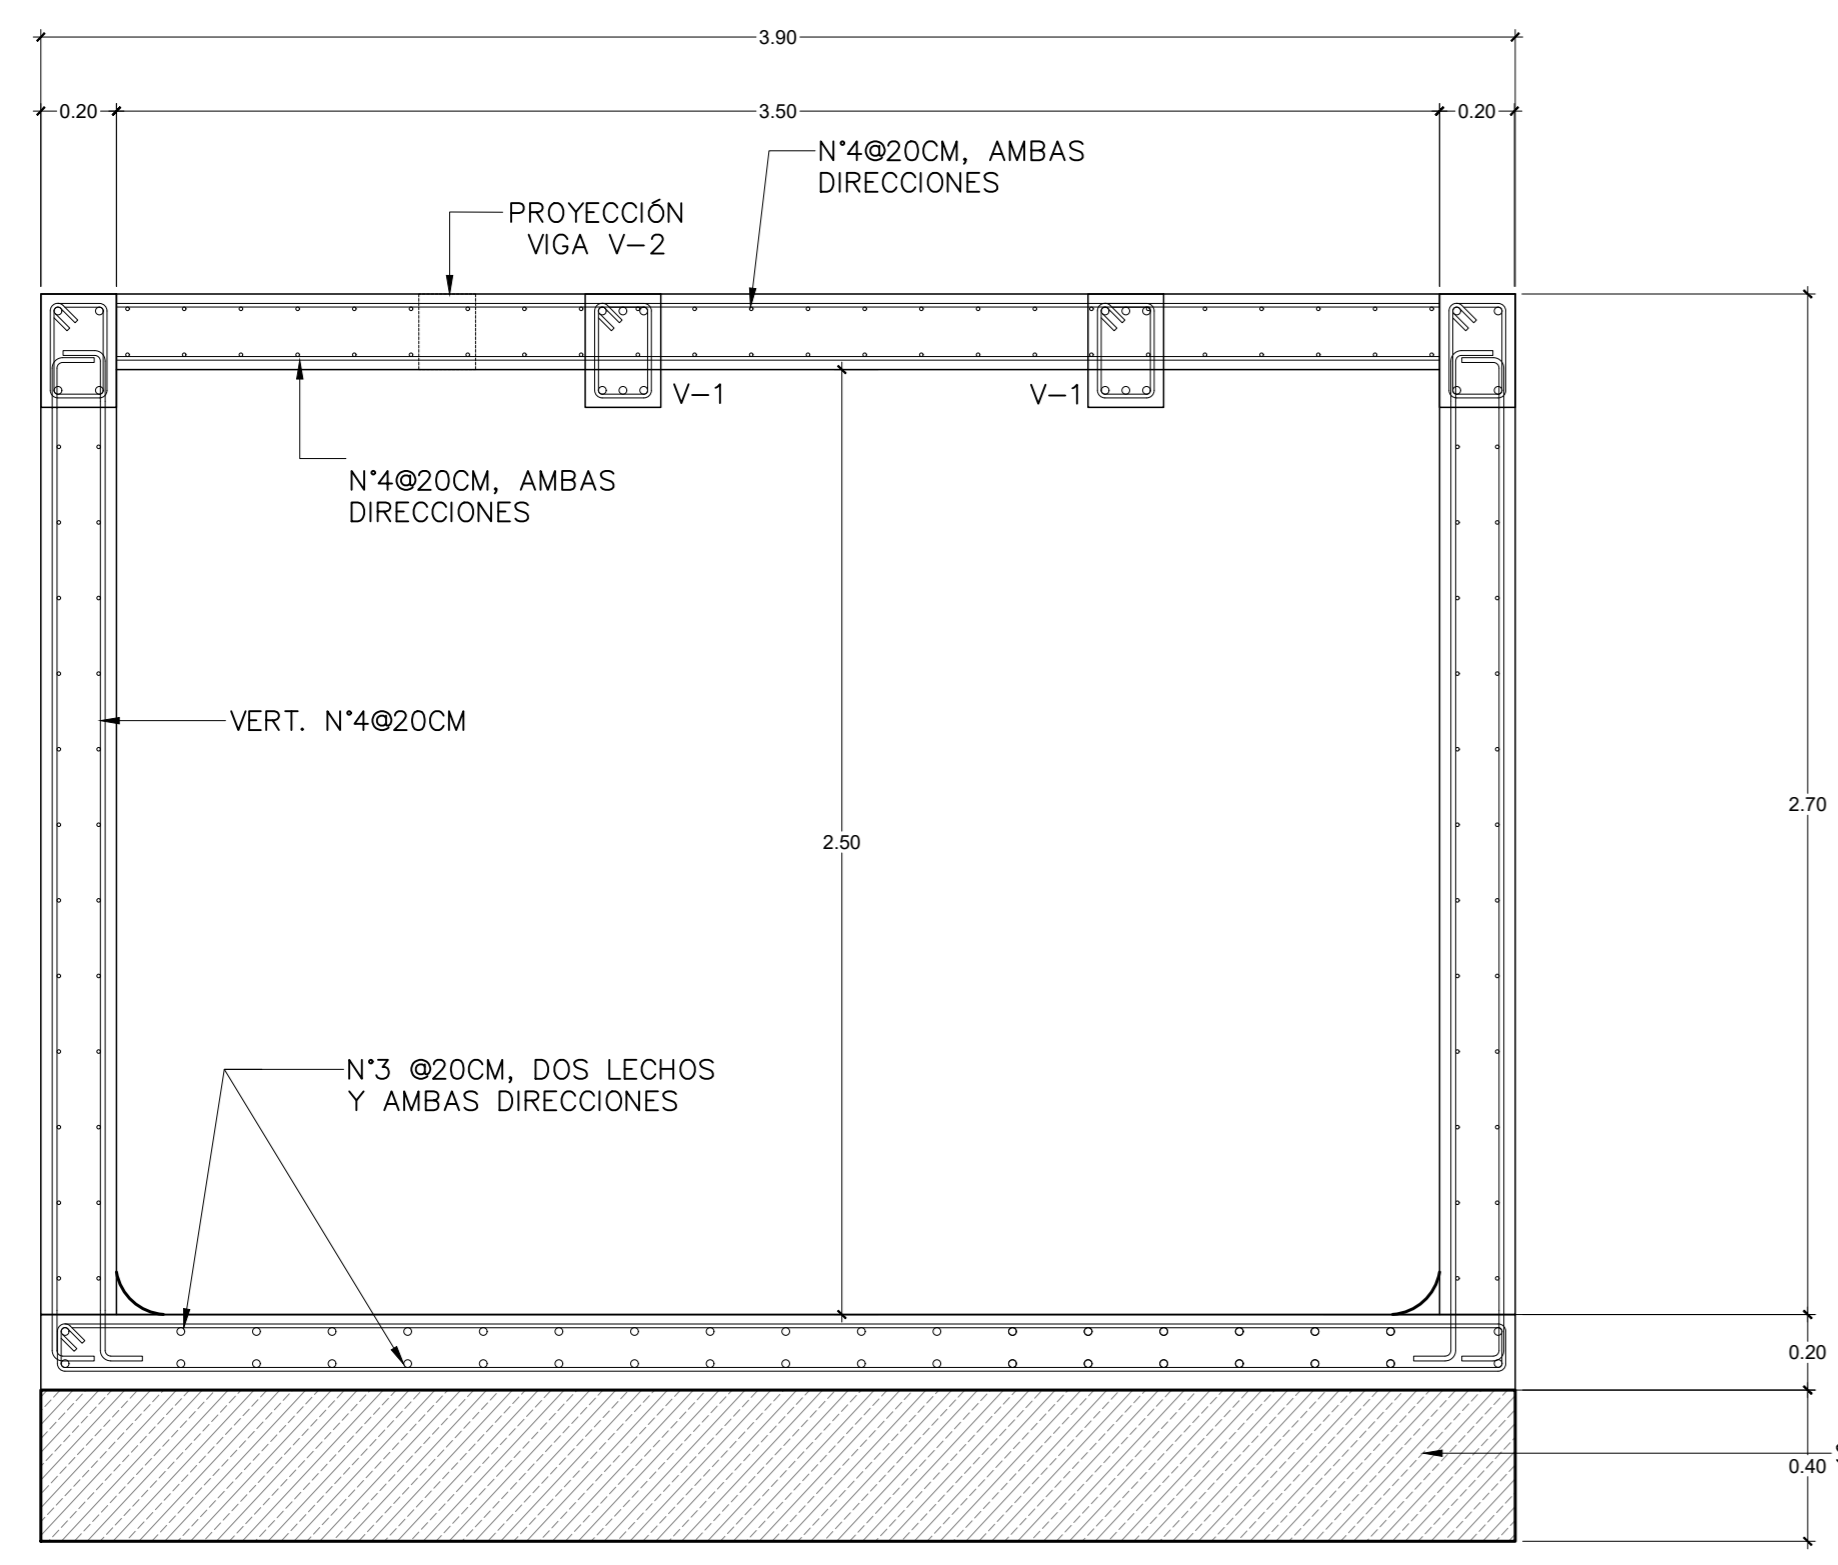 3.90
0.20
3.50
0.20
N°4@20CM, AMBAS
DIRECCIONES
PROYECCIÓN
VIGA V-2
V-1
V-1
N°4@20CM, AMBAS
DIRECCIONES
2.70
VERT. N°4@20CM
2.50
N°3 @20CM, DOS LECHOS
Y AMBAS DIRECCIONES
0.20
0.40